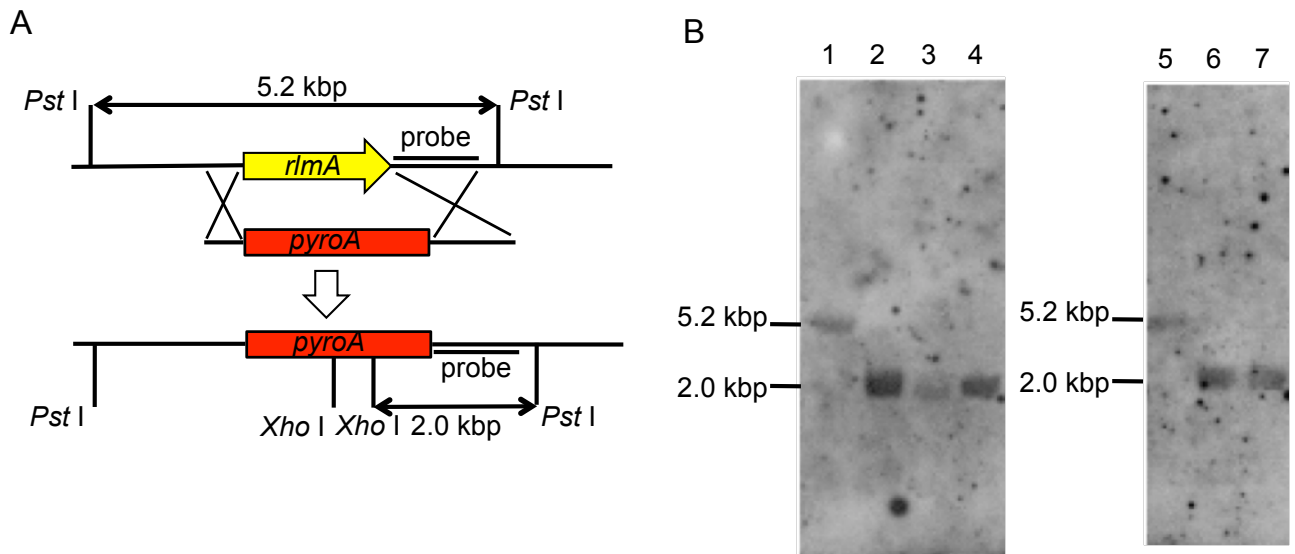 A
5.2 kbp
Pst I
Pst I
probe
rlmA
pyroA
pyroA
probe
Pst I
Xho I
Xho I
2.0 kbp
Pst I
B
1 2 3 4
5 6 7
5.2 kbp
2.0 kbp
5.2 kbp
2.0 kbp